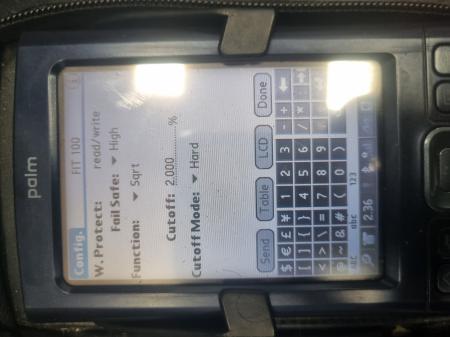 palm
Config. FIT 100
W. Protect: read/write
Fail Safe: High
Function: Sqrt
Cutoff: 2.000 %
Cutoff Mode: Hard
Send Table LCD Done
$ € £ ¥ 1 2 3 - +
[ ] { } 4 5 6 / *
< > \ = 7 8 9
@ ~ & # ( 0 )
abc 123
2:36